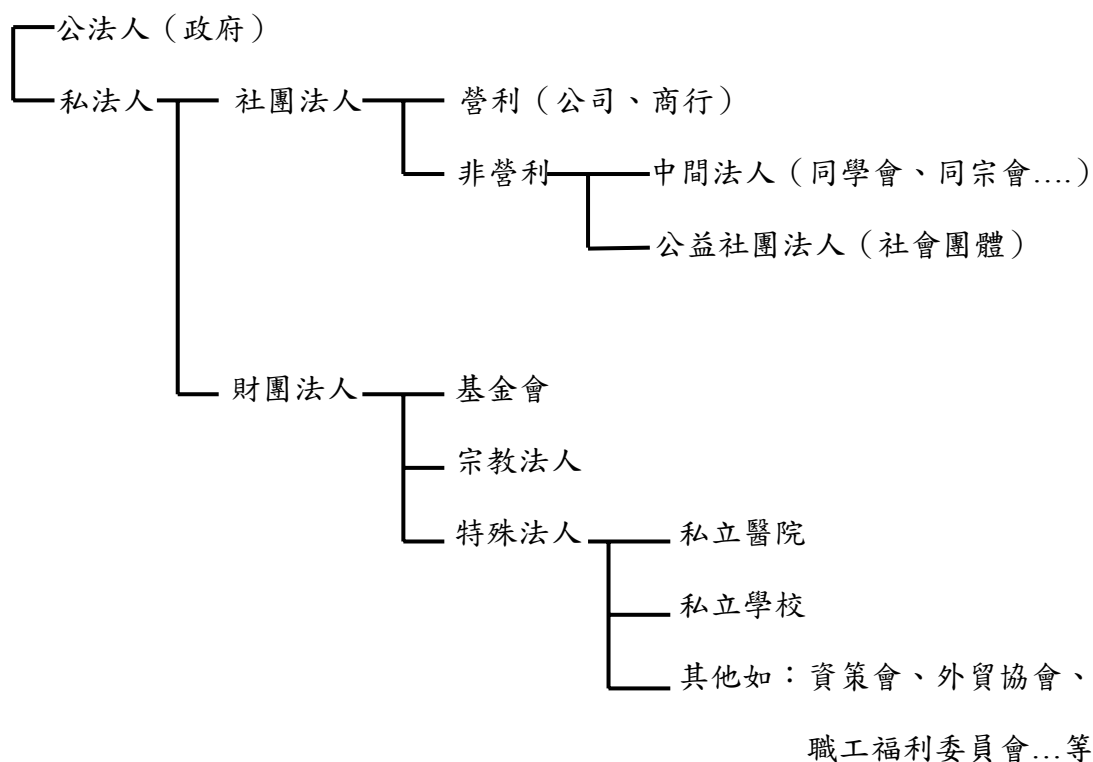 公法人（政府）
私法人 社團法人 營利（公司、商行）
非營利 中間法人（同學會、同宗會....）
公益社團法人（社會團體）
財團法人 基金會
宗教法人
特殊法人 私立醫院
私立學校
其他如：資策會、外貿協會、
職工福利委員會…等